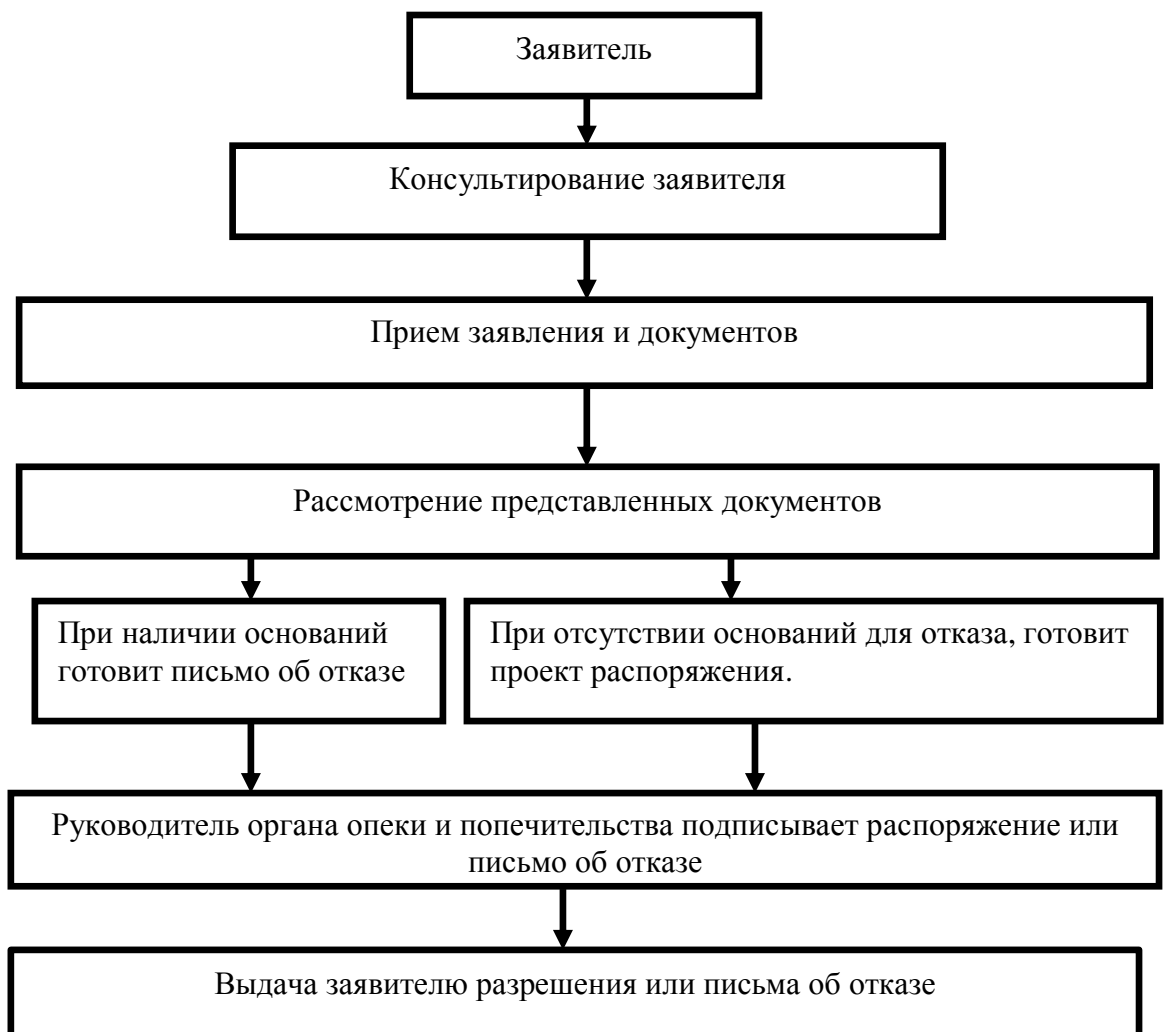 Заявитель
Консультирование заявителя
Прием заявления и документов
Рассмотрение представленных документов
При наличии оснований
готовит письмо об отказе
При отсутствии оснований для отказа, готовит
проект распоряжения.
Руководитель органа опеки и попечительства подписывает распоряжение или
письмо об отказе
Выдача заявителю разрешения или письма об отказе